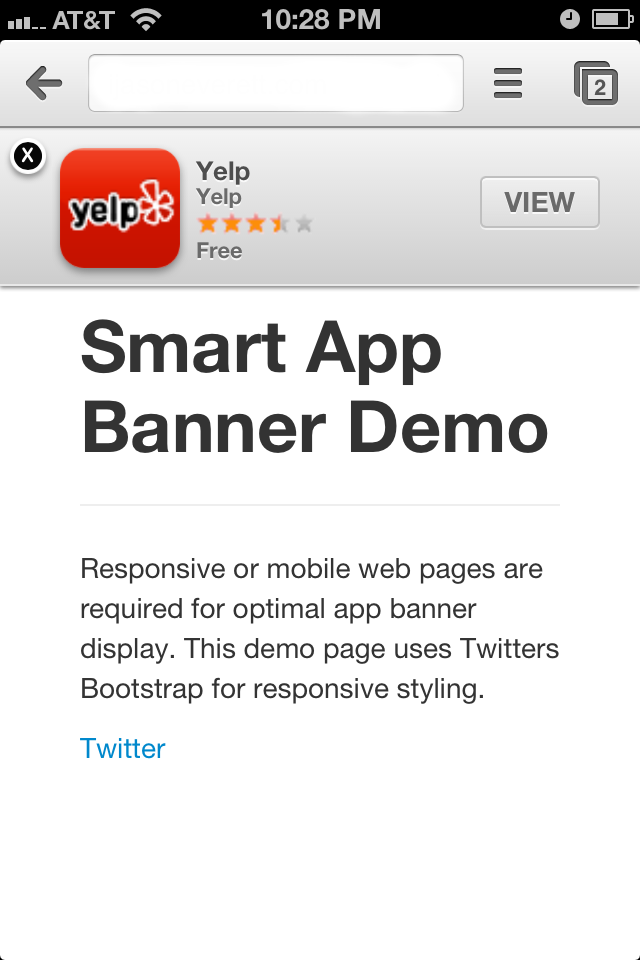 AT&T 10:28 PM
2
X
yelp
Yelp
Yelp
Free
VIEW
Smart App
Banner Demo
Responsive or mobile web pages are
required for optimal app banner
display. This demo page uses Twitters
Bootstrap for responsive styling.
Twitter